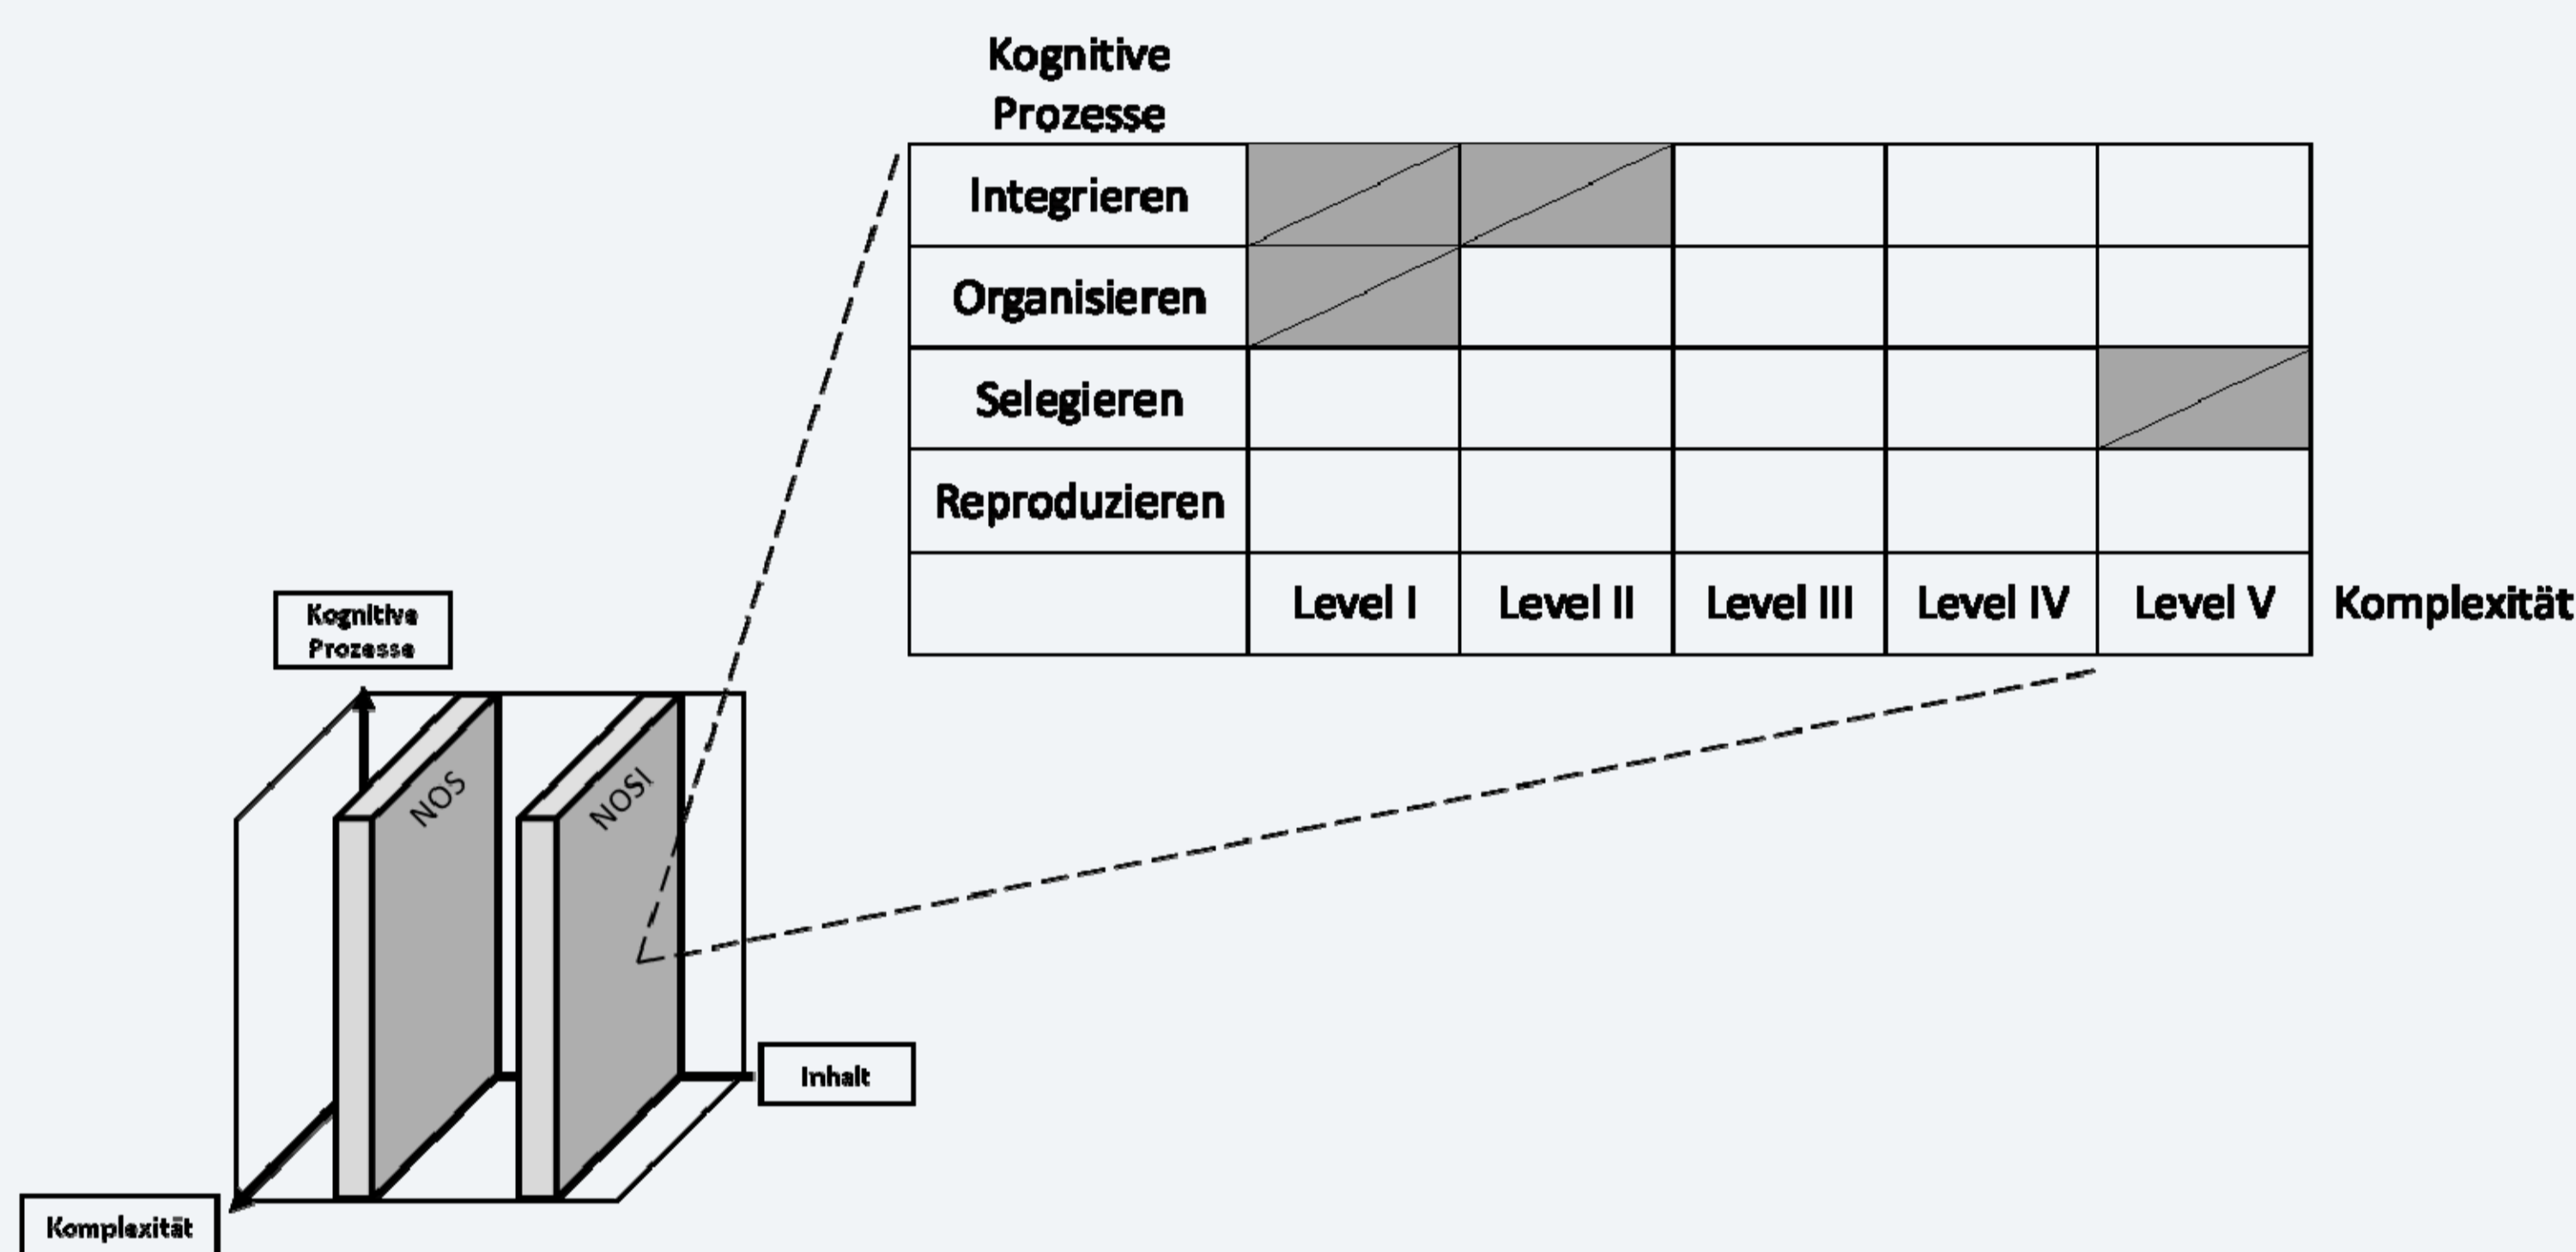 Kognitive
Prozesse
Integrieren
Organisieren
Selegieren
Reproduzieren
Level I Level II Level III Level IV Level V Komplexität
Kognitive
Prozesse
NOS NOSI
Inhalt
Komplexität